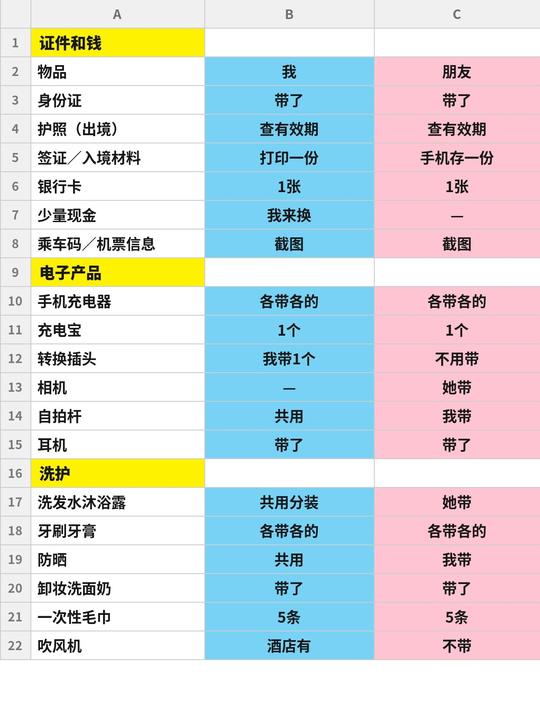 A B C
1 证件和钱
2 物品 我 朋友
3 身份证 带了 带了
4 护照（出境） 查有效期 查有效期
5 签证／入境材料 打印一份 手机存一份
6 银行卡 1张 1张
7 少量现金 我来换 —
8 乘车码／机票信息 截图 截图
9 电子产品
10 手机充电器 各带各的 各带各的
11 充电宝 1个 1个
12 转换插头 我带1个 不用带
13 相机 — 她带
14 自拍杆 共用 我带
15 耳机 带了 带了
16 洗护
17 洗发水沐浴露 共用分装 她带
18 牙刷牙膏 各带各的 各带各的
19 防晒 共用 我带
20 卸妆洗面奶 带了 带了
21 一次性毛巾 5条 5条
22 吹风机 酒店有 不带